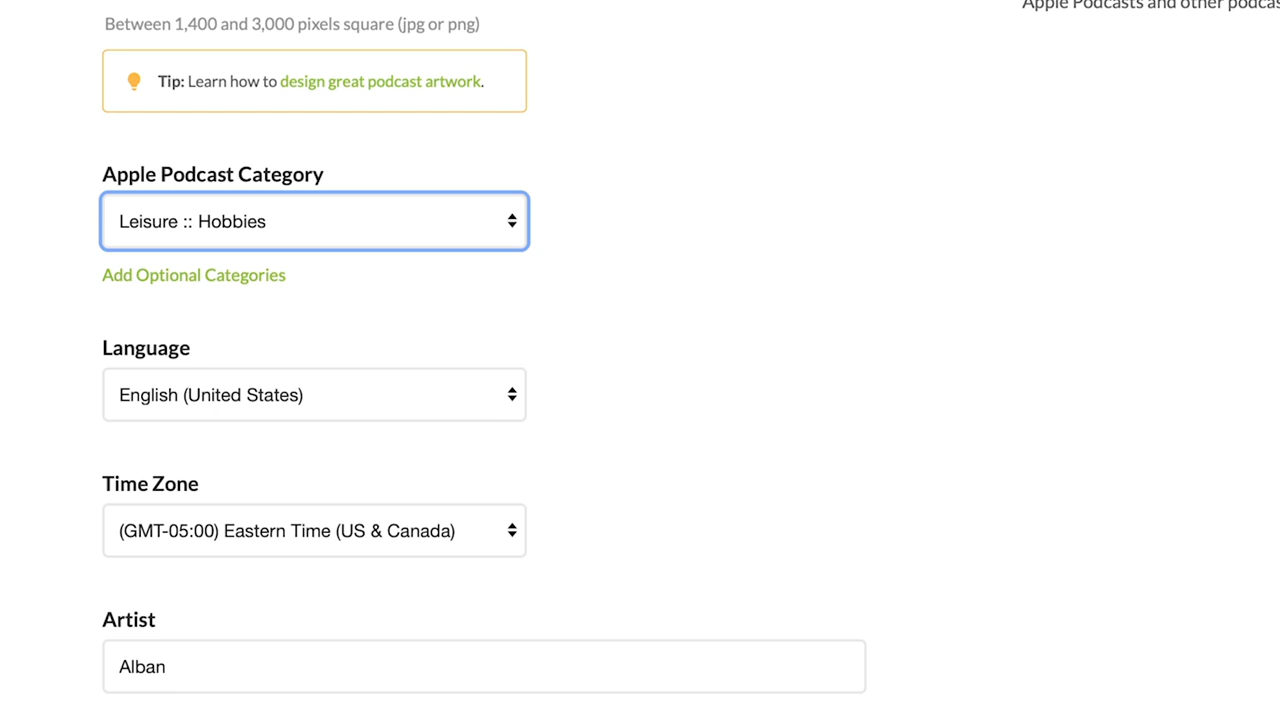 Apple Podcasts and other
Between 1,400 and 3,000 pixels square (jpg or png)
Tip: Learn how to design great podcast artwork.
Apple Podcast Category
Leisure :: Hobbies
Add Optional Categories
Language
English (United States)
Time Zone
(GMT-05:00) Eastern Time (US & Canada)
Artist
Alban